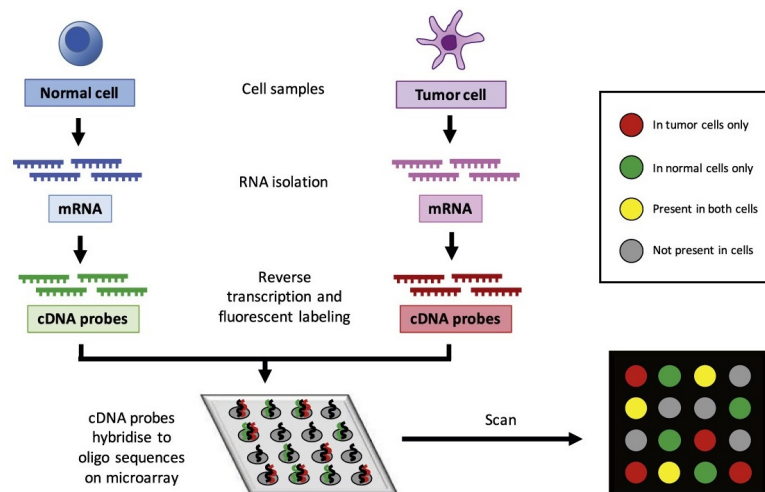 Normal cell
Cell samples
Tumor cell
RNA isolation
mRNA
mRNA
Reverse
transcription and
fluorescent labeling
cDNA probes
cDNA probes
cDNA probes
hybridise to
oligo sequences
on microarray
Scan
In tumor cells only
In normal cells only
Present in both cells
Not present in cells